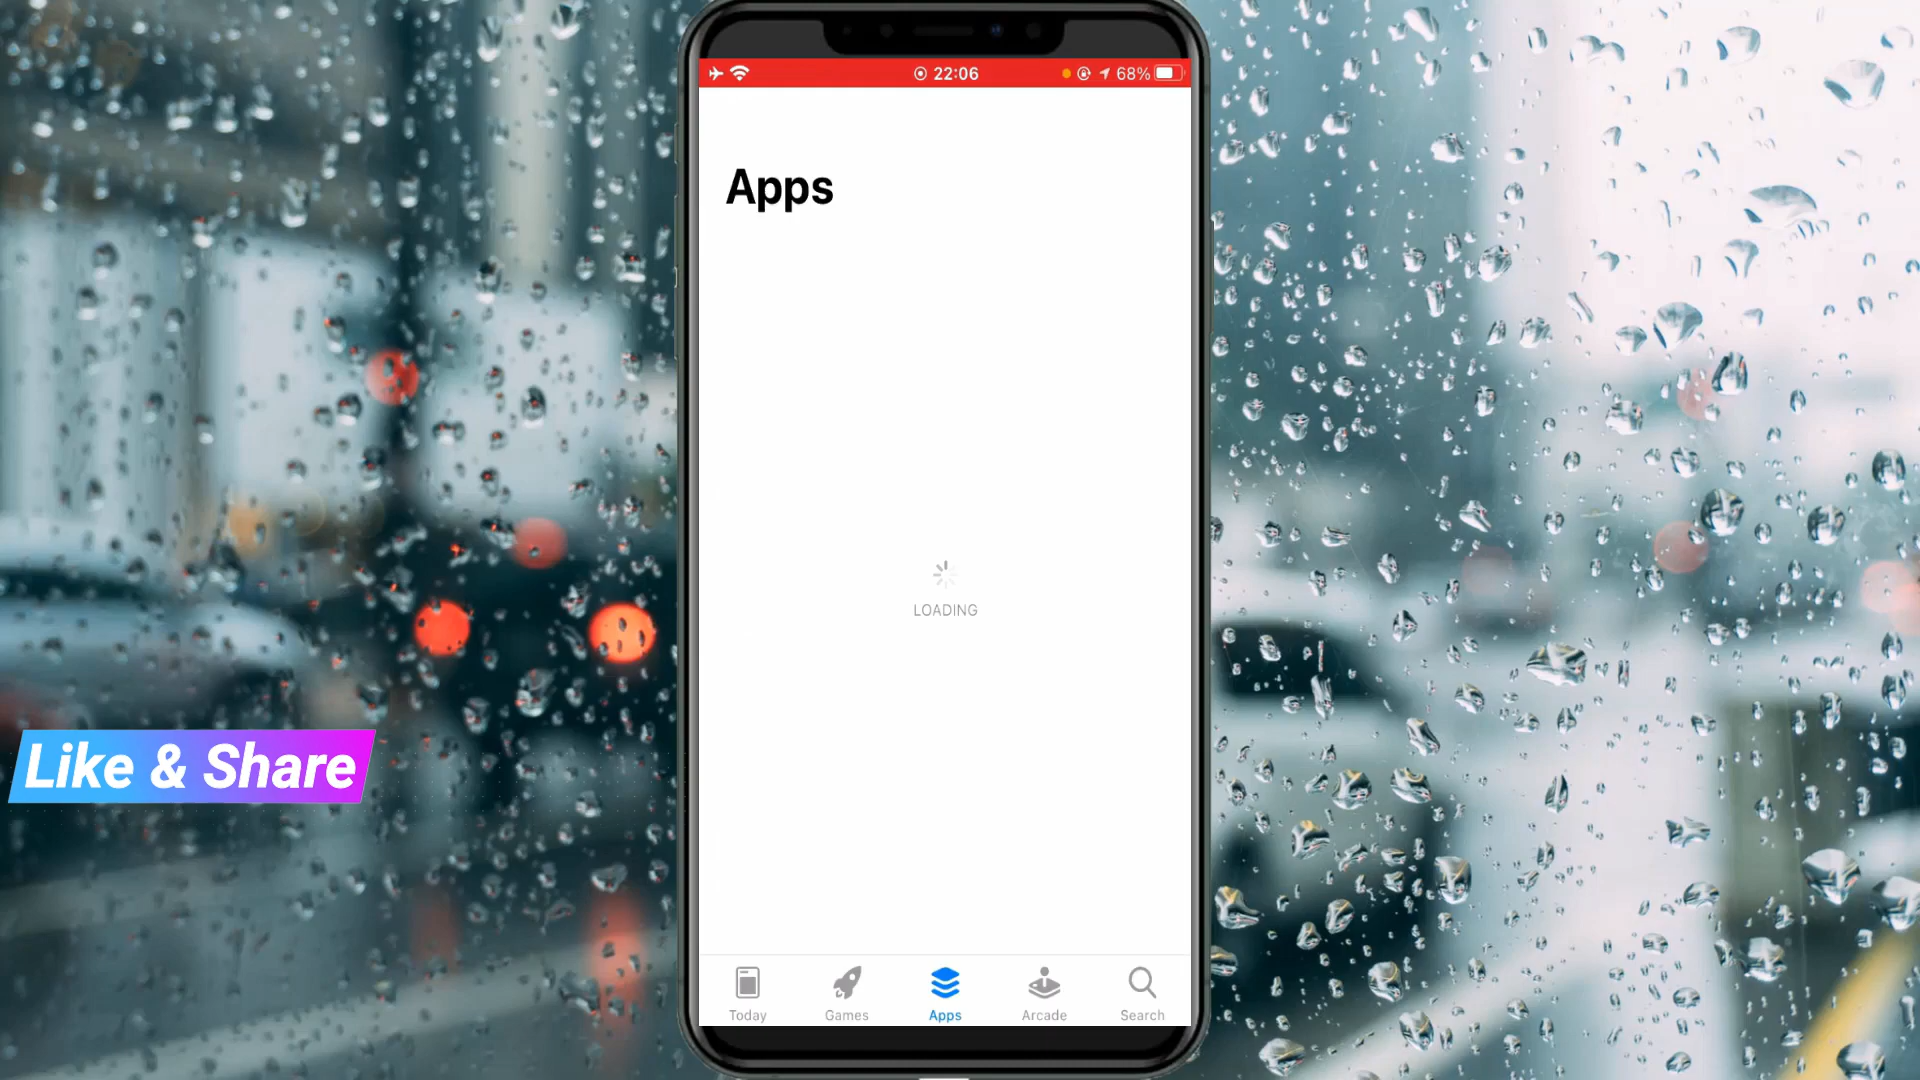 22:06
68%
Apps
LOADING
Like & Share
Today
Games
Apps
Arcade
Search